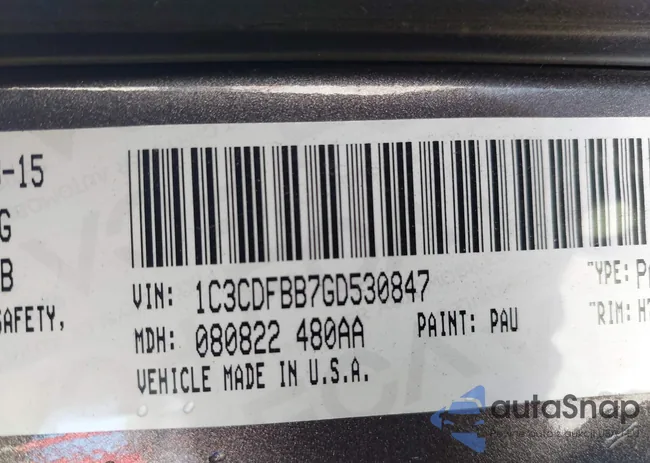 -15
G
B
SAFETY,
VIN: 1C3CDFBB7GD530847
MDH: 080822 480AA PAINT: PAU
VEHICLE MADE IN U.S.A.
"YPE:
"RIM:
autoSnap